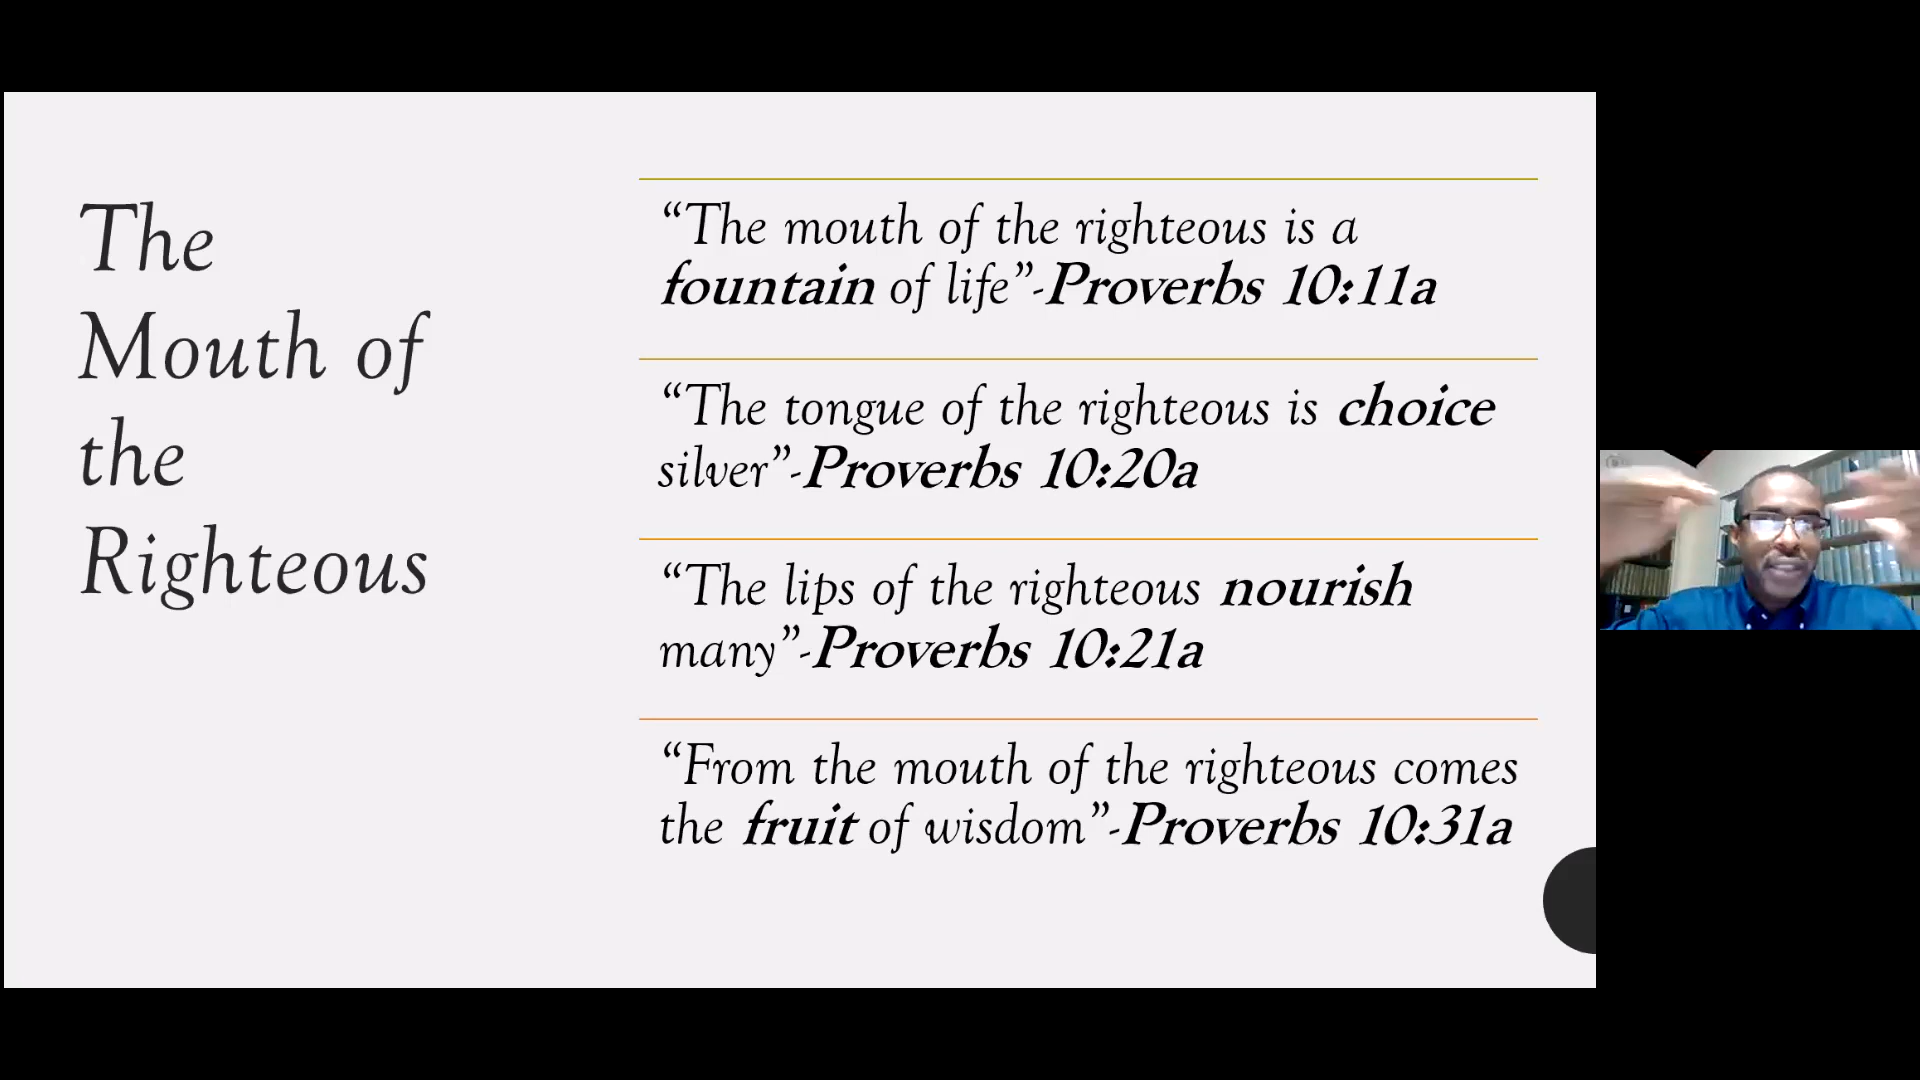 The
Mouth of
the
Righteous
“The mouth of the righteous is a
fountain of life”-Proverbs 10:11a
“The tongue of the righteous is choice
silver”-Proverbs 10:20a
“The lips of the righteous nourish
many”-Proverbs 10:21a
“From the mouth of the righteous comes
the fruit of wisdom”-Proverbs 10:31a